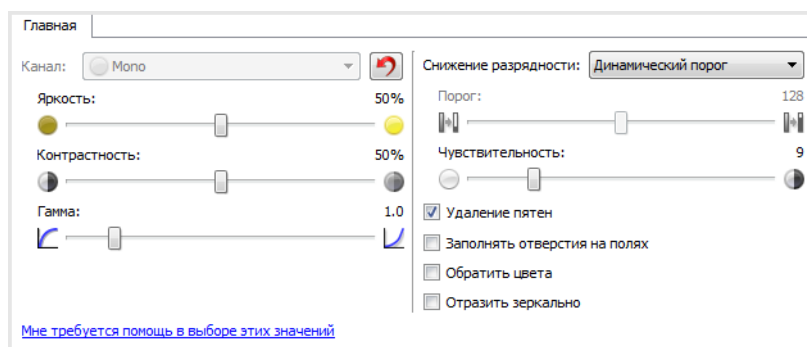 Главная
Канал: Mono
Яркость: 50%
Контрастность: 50%
Гамма: 1.0
Мне требуется помощь в выборе этих значений
Снижение разрядности: Динамический порог
Порог: 128
Чувствительность: 9
Удаление пятен
Заполнять отверстия на полях
Обратить цвета
Отразить зеркально